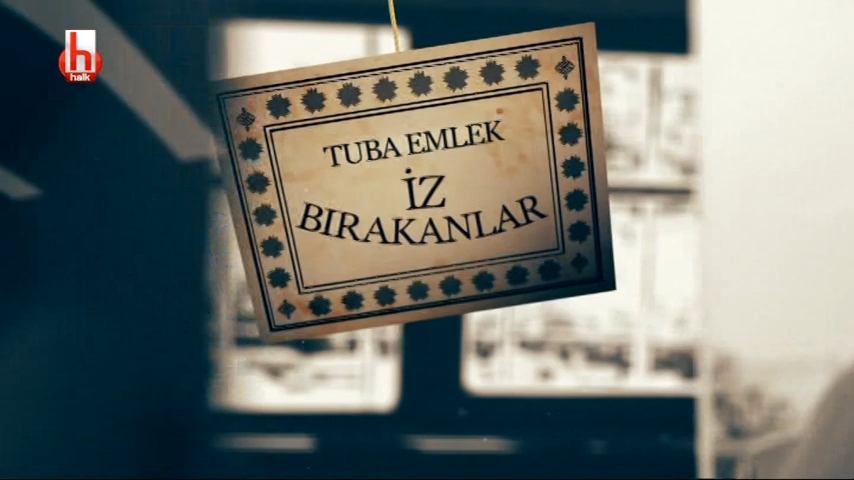 h
halk
TUBA EMLEK
İZ
BIRAKANLAR